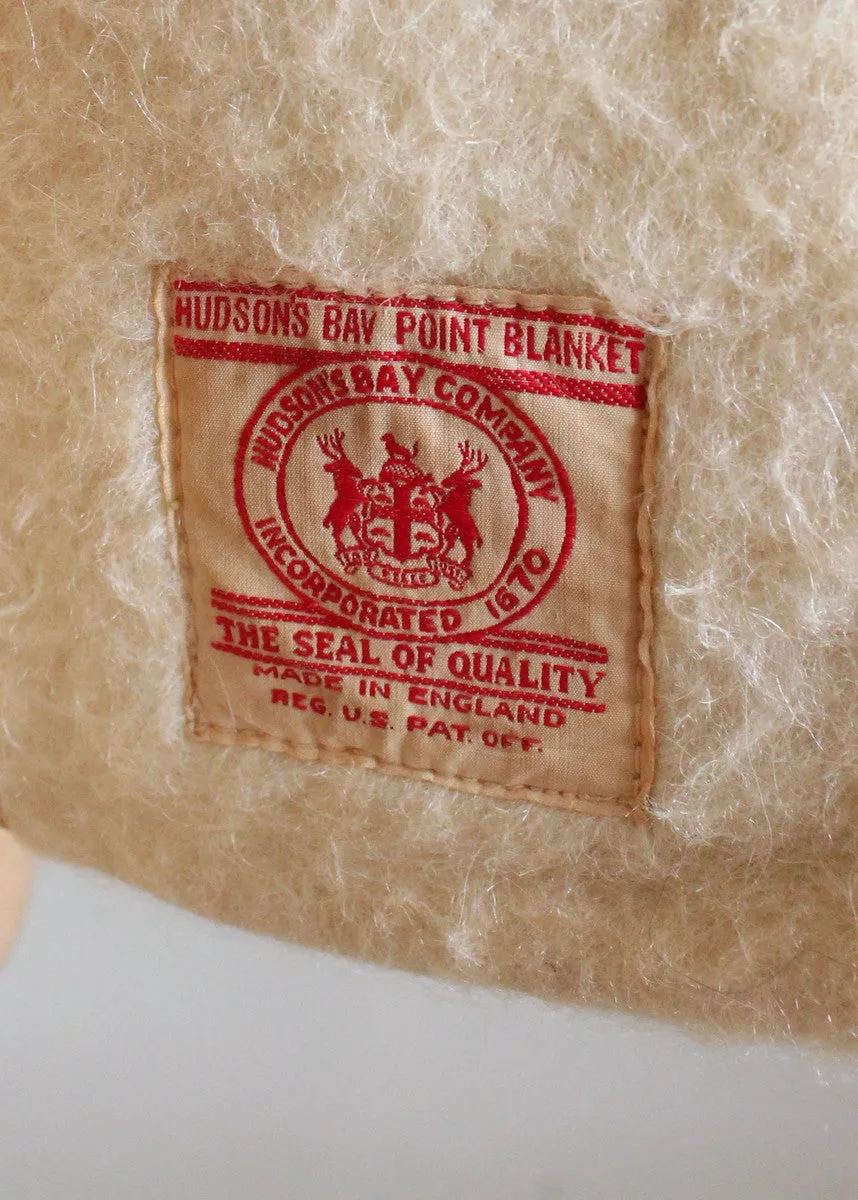 HUDSON'S BAY POINT BLANKET
HUDSON'S BAY COMPANY
INCORPORATED 1670
THE SEAL OF QUALITY
MADE IN ENGLAND
REG. U.S. PAT. OFF.